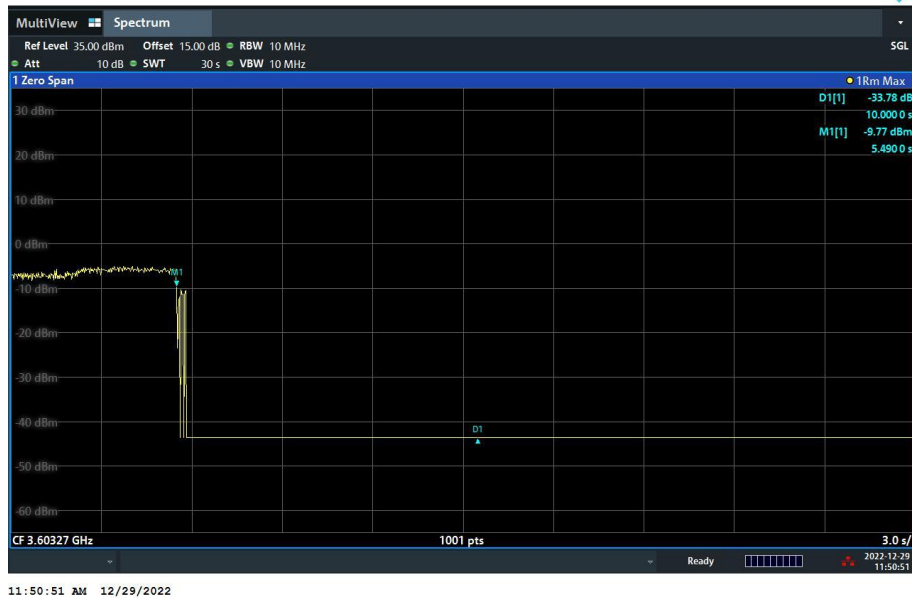 MultiView Spectrum
Ref Level 35.00 dBm Offset 15.00 dB RBW 10 MHz SGL
Att 10 dB SWT 30 s VBW 10 MHz
1 Zero Span 1Rm Max
D1[1] -33.78 dB
10.000 0 s
M1[1] -9.77 dBm
5.490 0 s
30 dBm
20 dBm
10 dBm
0 dBm
M1
-10 dBm
-20 dBm
-30 dBm
-40 dBm
D1
-50 dBm
-60 dBm
CF 3.60327 GHz 1001 pts 3.0 s/
Ready 2022-12-29
11:50:51
11:50:51 AM 12/29/2022